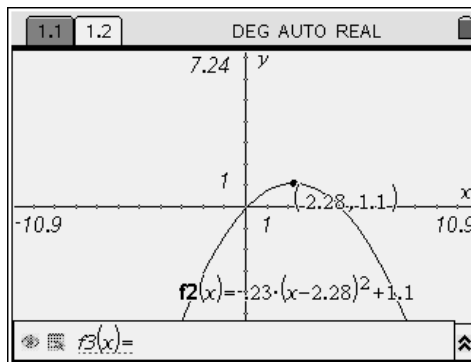 1.1 1.2 DEG AUTO REAL
7.24 y
1
(2.28,1.1)
x
-10.9 1 10.9
f2(x)=-.23·(x-2.28)²+1.1
f3(x)=